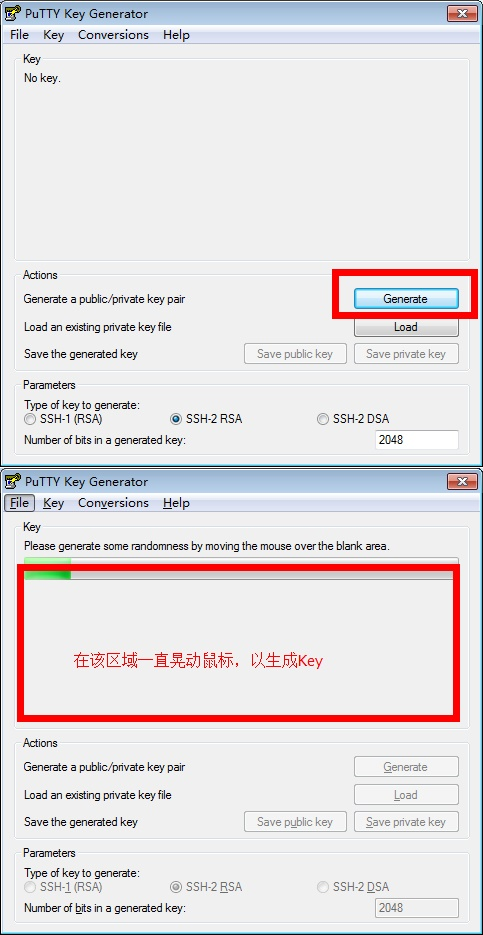 PuTTY Key Generator
File Key Conversions Help
Key
No key.
Actions
Generate a public/private key pair Generate
Load an existing private key file Load
Save the generated key Save public key Save private key
Parameters
Type of key to generate:
SSH-1 (RSA) SSH-2 RSA SSH-2 DSA
Number of bits in a generated key: 2048
PuTTY Key Generator
File Key Conversions Help
Key
Please generate some randomness by moving the mouse over the blank area.
在该区域一直晃动鼠标，以生成Key
Actions
Generate a public/private key pair Generate
Load an existing private key file Load
Save the generated key Save public key Save private key
Parameters
Type of key to generate:
SSH-1 (RSA) SSH-2 RSA SSH-2 DSA
Number of bits in a generated key: 2048